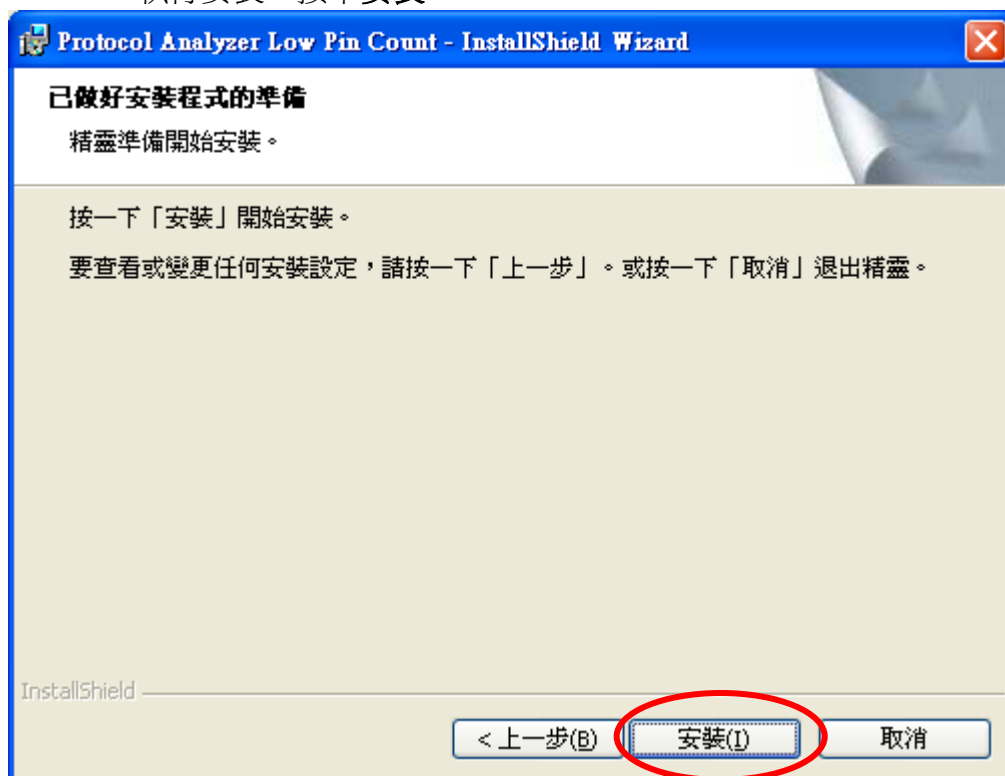 Protocol Analyzer Low Pin Count - InstallShield Wizard
已做好安裝程式的準備
精靈準備開始安裝。
按一下「安裝」開始安裝。
要查看或變更任何安裝設定，請按一下「上一步」。或按一下「取消」退出精靈。
InstallShield
< 上一步(B) 安裝(I) 取消